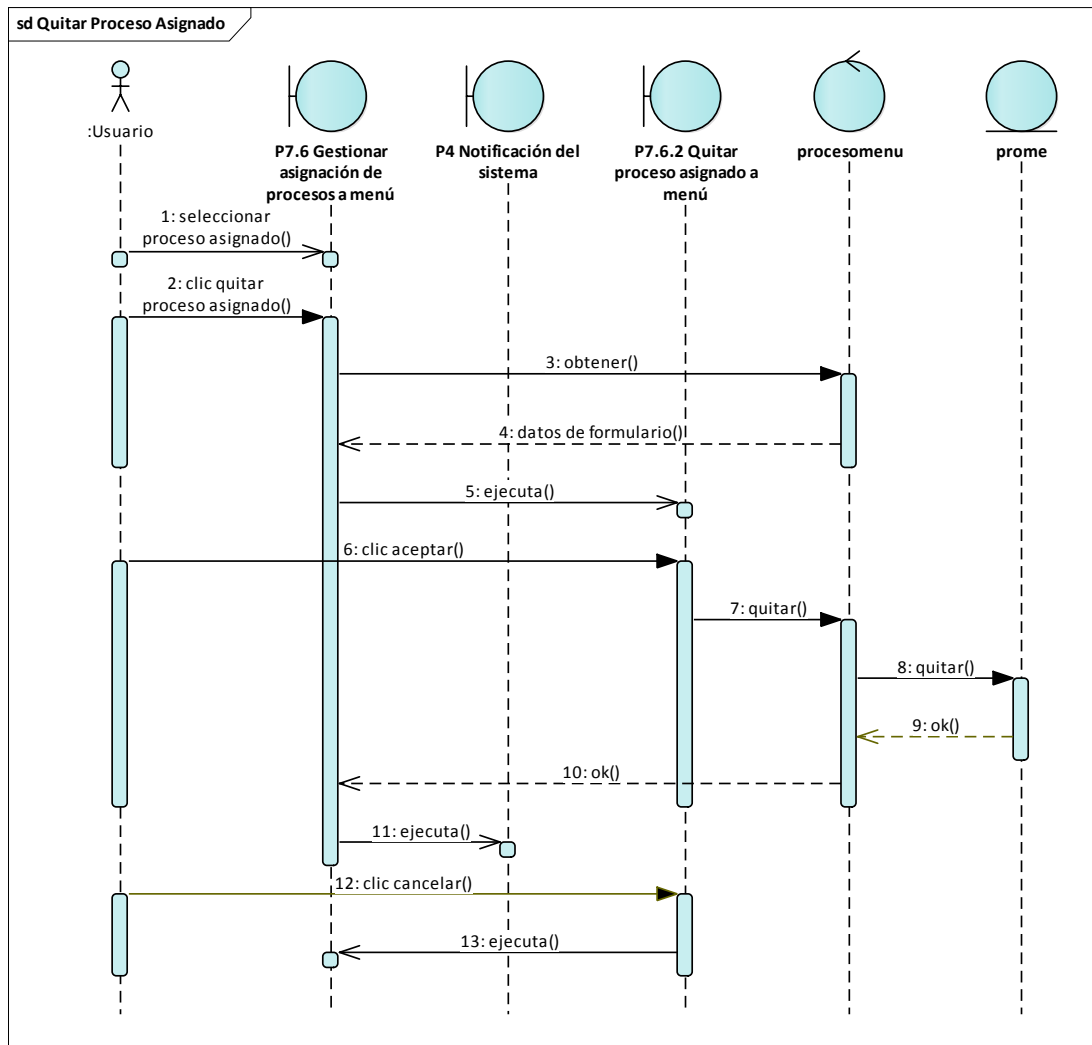 sd Quitar Proceso Asignado
:Usuario
P7.6 Gestionar
asignación de
procesos a menú
P4 Notificación del
sistema
P7.6.2 Quitar
proceso asignado a
menú
procesomenu
prome
1: seleccionar
proceso asignado()
2: clic quitar
proceso asignado()
3: obtener()
4: datos de formulario()
5: ejecuta()
6: clic aceptar()
7: quitar()
8: quitar()
9: ok()
10: ok()
11: ejecuta()
12: clic cancelar()
13: ejecuta()